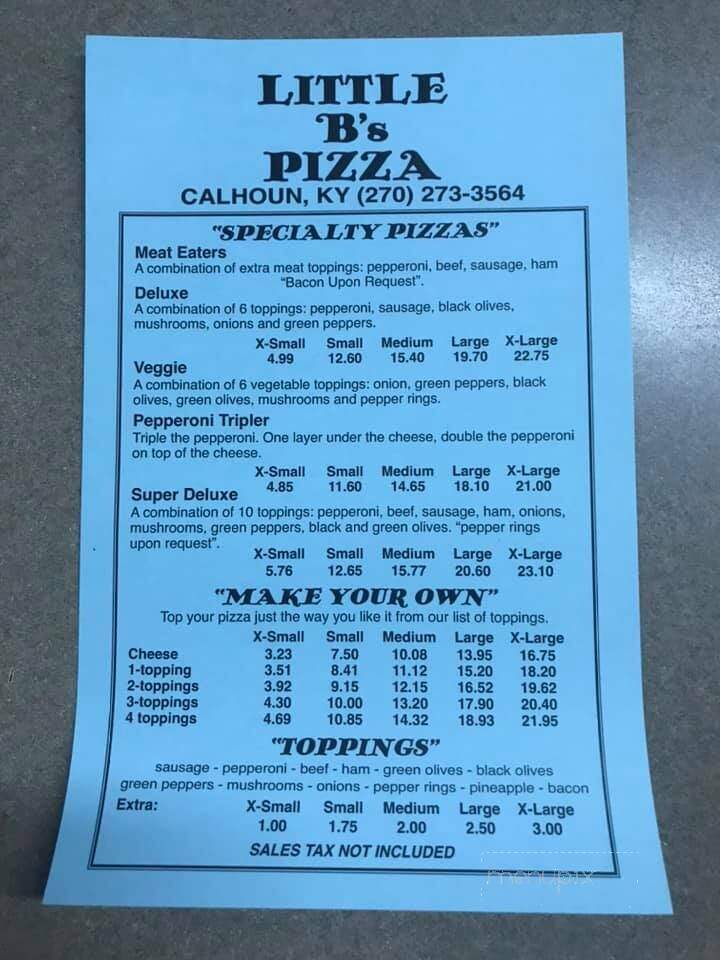 LITTLE
B's
PIZZA
CALHOUN, KY (270) 273-3564
"SPECIALTY PIZZAS"
Meat Eaters
A combination of extra meat toppings: pepperoni, beef, sausage, ham
"Bacon Upon Request".
Deluxe
A combination of 6 toppings: pepperoni, sausage, black olives,
mushrooms, onions and green peppers.
X-Small Small Medium Large X-Large
4.99 12.60 15.40 19.70 22.75
Veggie
A combination of 6 vegetable toppings: onion, green peppers, black
olives, green olives, mushrooms and pepper rings.
Pepperoni Tripler
Triple the pepperoni. One layer under the cheese, double the pepperoni
on top of the cheese.
X-Small Small Medium Large X-Large
4.85 11.60 14.65 18.10 21.00
Super Deluxe
A combination of 10 toppings: pepperoni, beef, sausage, ham, onions,
mushrooms, green peppers, black and green olives. "pepper rings
upon request".
X-Small Small Medium Large X-Large
5.76 12.65 15.77 20.60 23.10
"MAKE YOUR OWN"
Top your pizza just the way you like it from our list of toppings.
X-Small Small Medium Large X-Large
Cheese 3.23 7.50 10.08 13.95 16.75
1-topping 3.51 8.41 11.12 15.20 18.20
2-toppings 3.92 9.15 12.15 16.52 19.62
3-toppings 4.30 10.00 13.20 17.90 20.40
4 toppings 4.69 10.85 14.32 18.93 21.95
"TOPPINGS"
sausage - pepperoni - beef - ham - green olives - black olives
green peppers - mushrooms - onions - pepper rings - pineapple - bacon
Extra: X-Small Small Medium Large X-Large
1.00 1.75 2.00 2.50 3.00
SALES TAX NOT INCLUDED
menupix